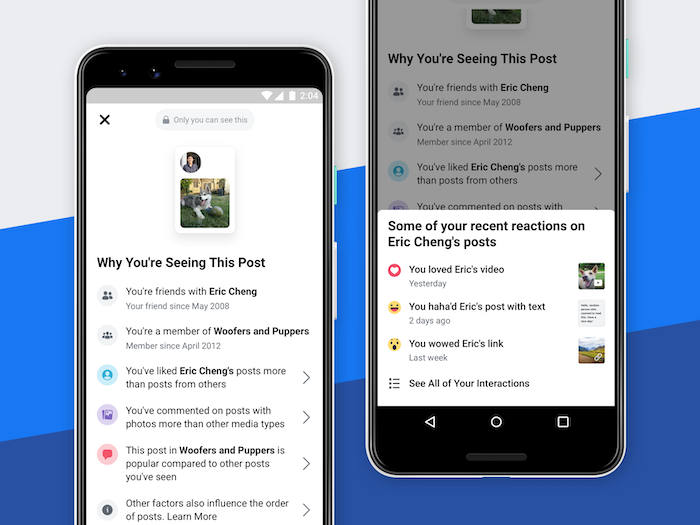 2:04
Only you can see this
Why You're Seeing This Post
You're friends with Eric Cheng
Your friend since May 2008
You're a member of Woofers and Puppers
Member since April 2012
You've liked Eric Cheng's posts more
than posts from others
You've commented on posts with
photos more than other media types
This post in Woofers and Puppers is
popular compared to other posts
you've seen
Other factors also influence the order
of posts. Learn More
Why You're Seeing This Post
You're friends with Eric Cheng
Your friend since May 2008
You're a member of Woofers and Puppers
Member since April 2012
You've liked Eric Cheng's posts more
than posts from others
You've commented on posts with
Some of your recent reactions on
Eric Cheng's posts
You loved Eric's video
Yesterday
You haha'd Eric's post with text
2 days ago
You wowed Eric's link
Last week
See All of Your Interactions